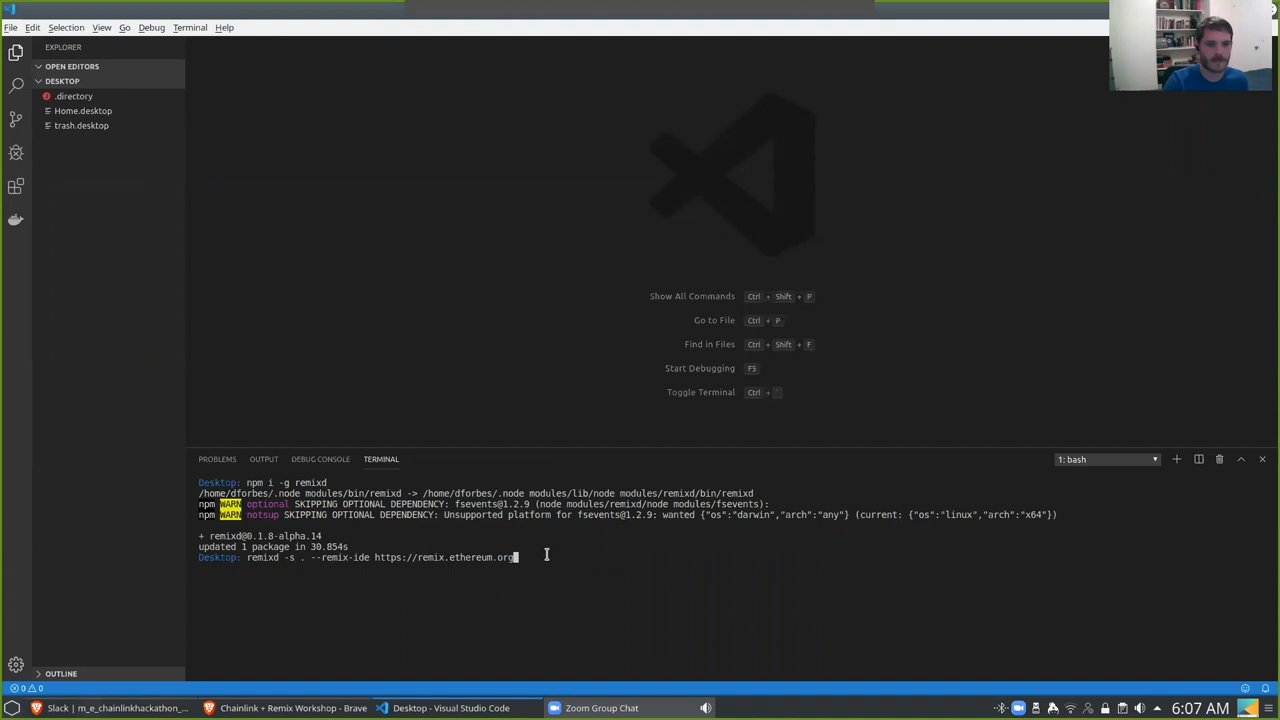 File Edit Selection View Go Debug Terminal Help
EXPLORER
OPEN EDITORS
DESKTOP
.directory
Home.desktop
trash.desktop
Show All Commands Ctrl + Shift + P
Go to File Ctrl + P
Find in Files Ctrl + Shift + F
Start Debugging F5
Toggle Terminal Ctrl + `
PROBLEMS OUTPUT DEBUG CONSOLE TERMINAL 1: bash
Desktop: npm i -g remixd
/home/dforbes/.node_modules/bin/remixd -> /home/dforbes/.node_modules/lib/node_modules/remixd/bin/remixd
npm WARN optional SKIPPING OPTIONAL DEPENDENCY: fsevents@1.2.9 (node_modules/remixd/node_modules/fsevents):
npm WARN notsup SKIPPING OPTIONAL DEPENDENCY: Unsupported platform for fsevents@1.2.9: wanted {"os":"darwin","arch":"any"} (current: {"os":"linux","arch":"x64"})
+ remixd@0.1.8-alpha.14
updated 1 package in 30.854s
Desktop: remixd -s . --remix-ide https://remix.ethereum.org
OUTLINE
0 0
Slack | m_e_chainlinkhackathon_... Chainlink + Remix Workshop - Brave Desktop - Visual Studio Code Zoom Group Chat 6:07 AM